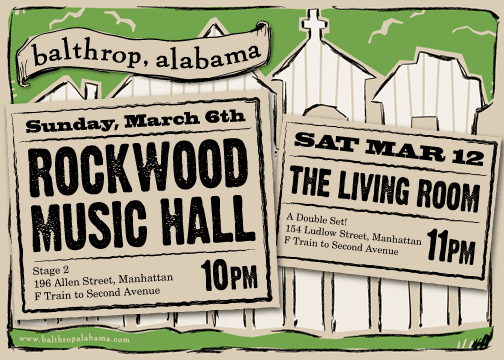 balthrop, alabama
Sunday, March 6th
ROCKWOOD
MUSIC HALL
Stage 2
196 Allen Street, Manhattan
F Train to Second Avenue
10PM
SAT MAR 12
THE LIVING ROOM
A Double Set!
154 Ludlow Street, Manhattan
F Train to Second Avenue
11PM
www.balthropalabama.com